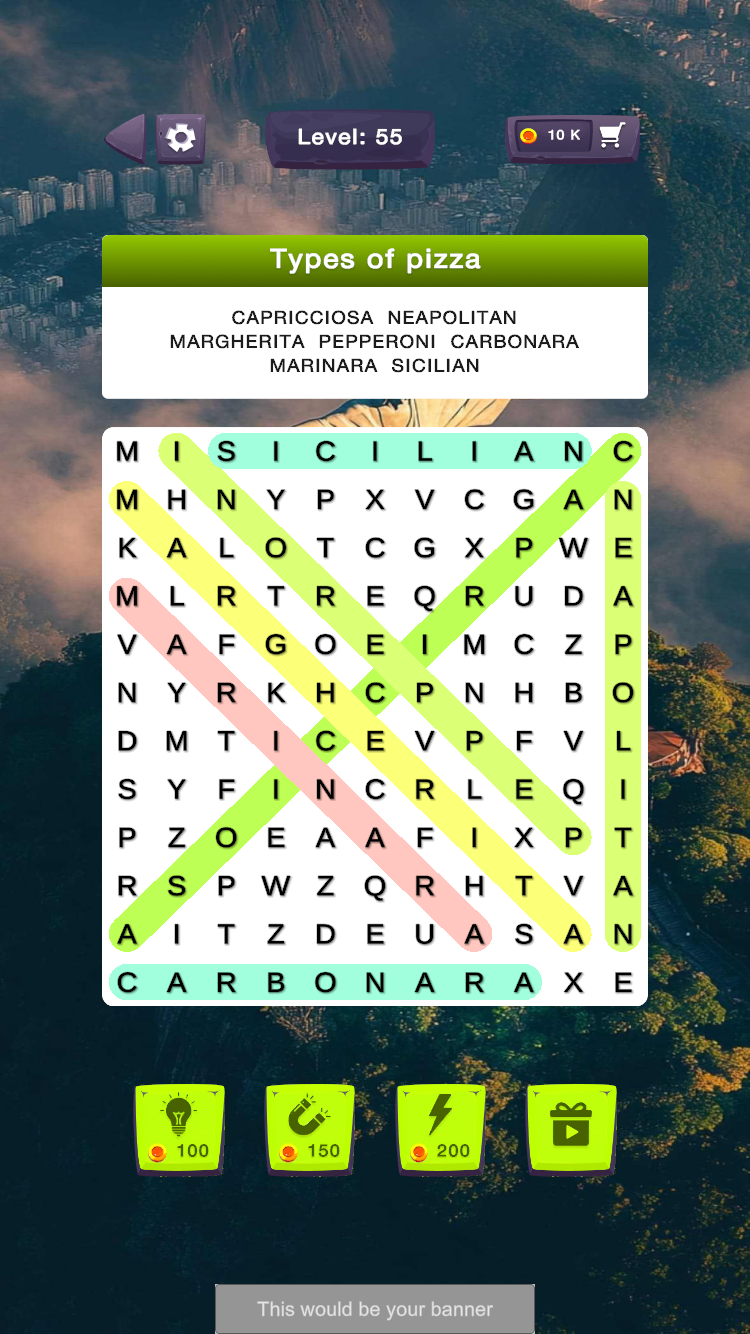 Level: 55
10 K
Types of pizza
CAPRICCIOSA NEAPOLITAN
MARGHERITA PEPPERONI CARBONARA
MARINARA SICILIAN
M I S I C I L I A N C
M H N Y P X V C G A N
K A L O T C G X P W E
M L R T R E Q R U D A
V A F G O E I M C Z P
N Y R K H C P N H B O
D M T I C E V P F V L
S Y F I N C R L E Q I
P Z O E A A F I X P T
R S P W Z Q R H T V A
A I T Z D E U A S A N
C A R B O N A R A X E
100 150 200
This would be your banner